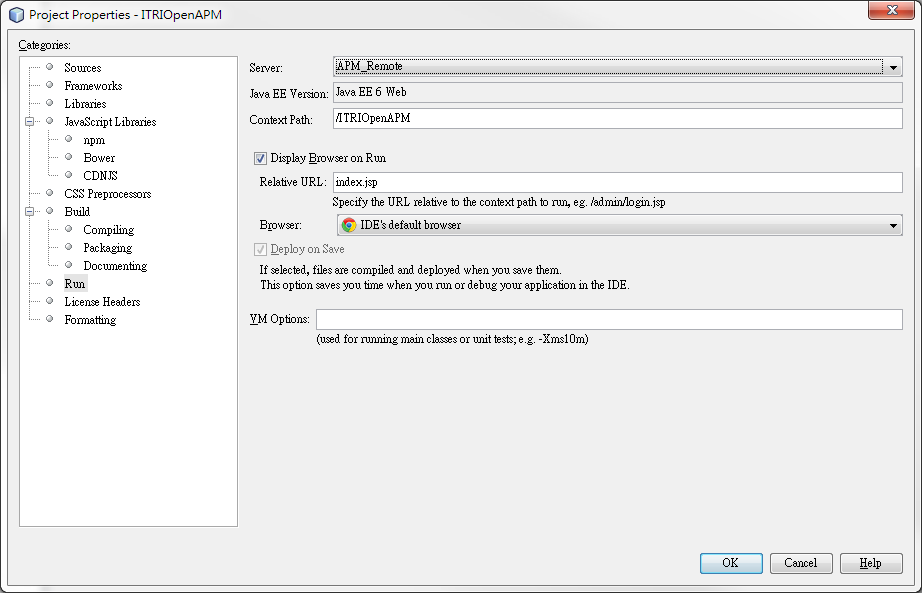 Project Properties - ITRIOpenAPM
Categories:
Sources
Frameworks
Libraries
JavaScript Libraries
npm
Bower
CDNJS
CSS Preprocessors
Build
Compiling
Packaging
Documenting
Run
License Headers
Formatting
Server: APM_Remote
Java EE Version: Java EE 6 Web
Context Path: /ITRIOpenAPM
Display Browser on Run
Relative URL: index.jsp
Specify the URL relative to the context path to run, eg. /admin/login.jsp
Browser: IDE's default browser
Deploy on Save
If selected, files are compiled and deployed when you save them.
This option saves you time when you run or debug your application in the IDE.
VM Options:
(used for running main classes or unit tests; e.g. -Xms10m)
OK Cancel Help